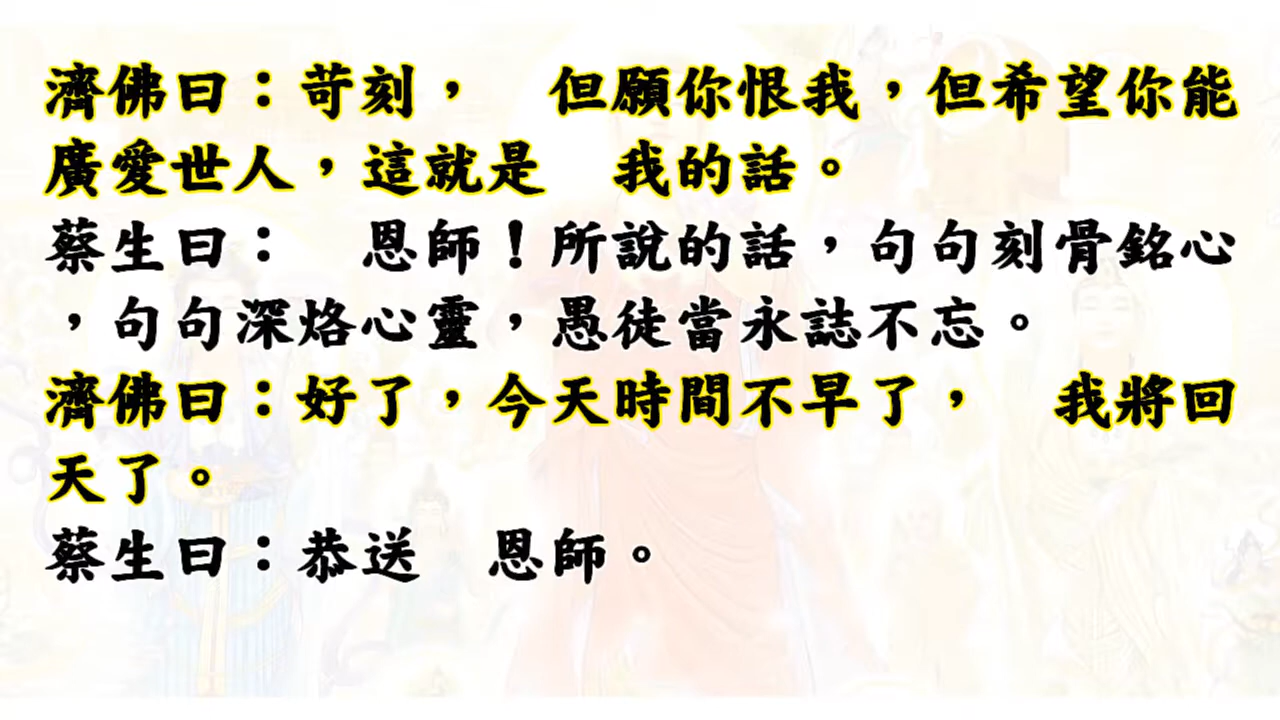 濟佛曰：苛刻，　但願你恨我，但希望你能
廣愛世人，這就是　我的話。
蔡生曰：　恩師！所說的話，句句刻骨銘心
，句句深烙心靈，愚徒當永誌不忘。
濟佛曰：好了，今天時間不早了，　我將回
天了。
蔡生曰：恭送　恩師。